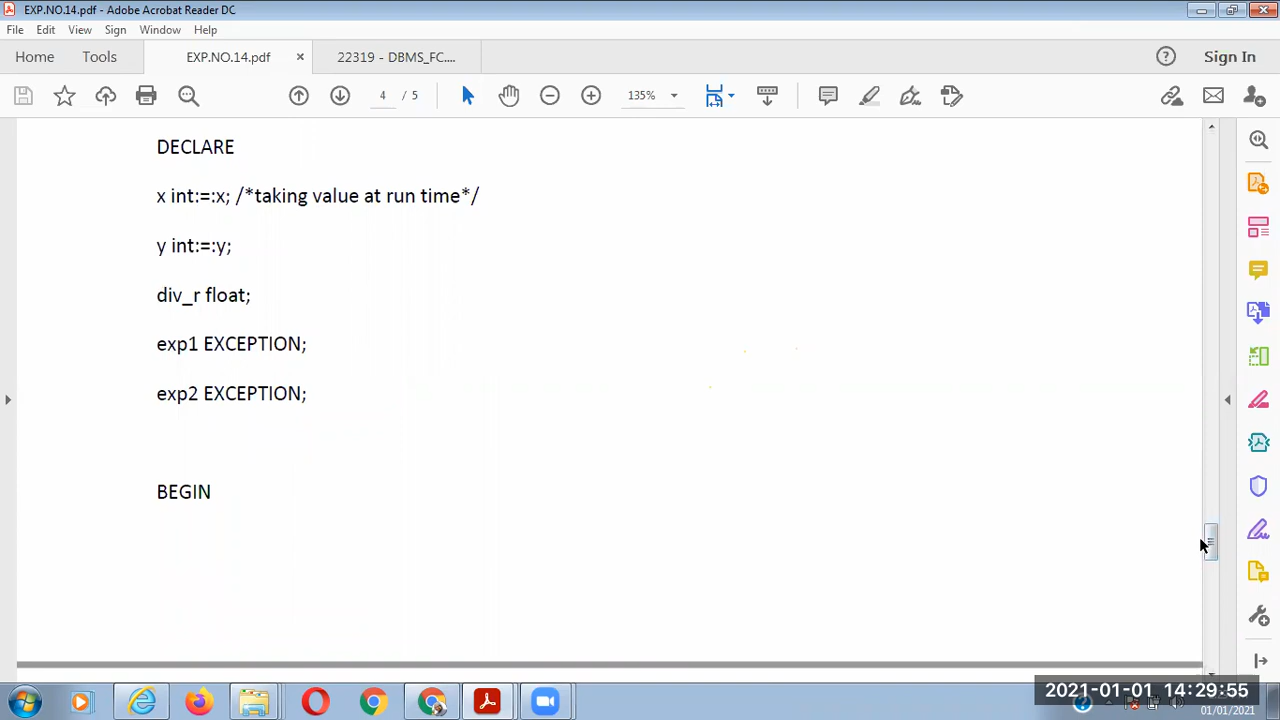 EXP.NO.14.pdf - Adobe Acrobat Reader DC
File Edit View Sign Window Help
Home Tools EXP.NO.14.pdf × 22319 - DBMS_FC.... ? Sign In
4 / 5 135%
DECLARE
x int:=:x; /*taking value at run time*/
y int:=:y;
div_r float;
exp1 EXCEPTION;
exp2 EXCEPTION;
BEGIN
2021-01-01 14:29:55
01/01/2021